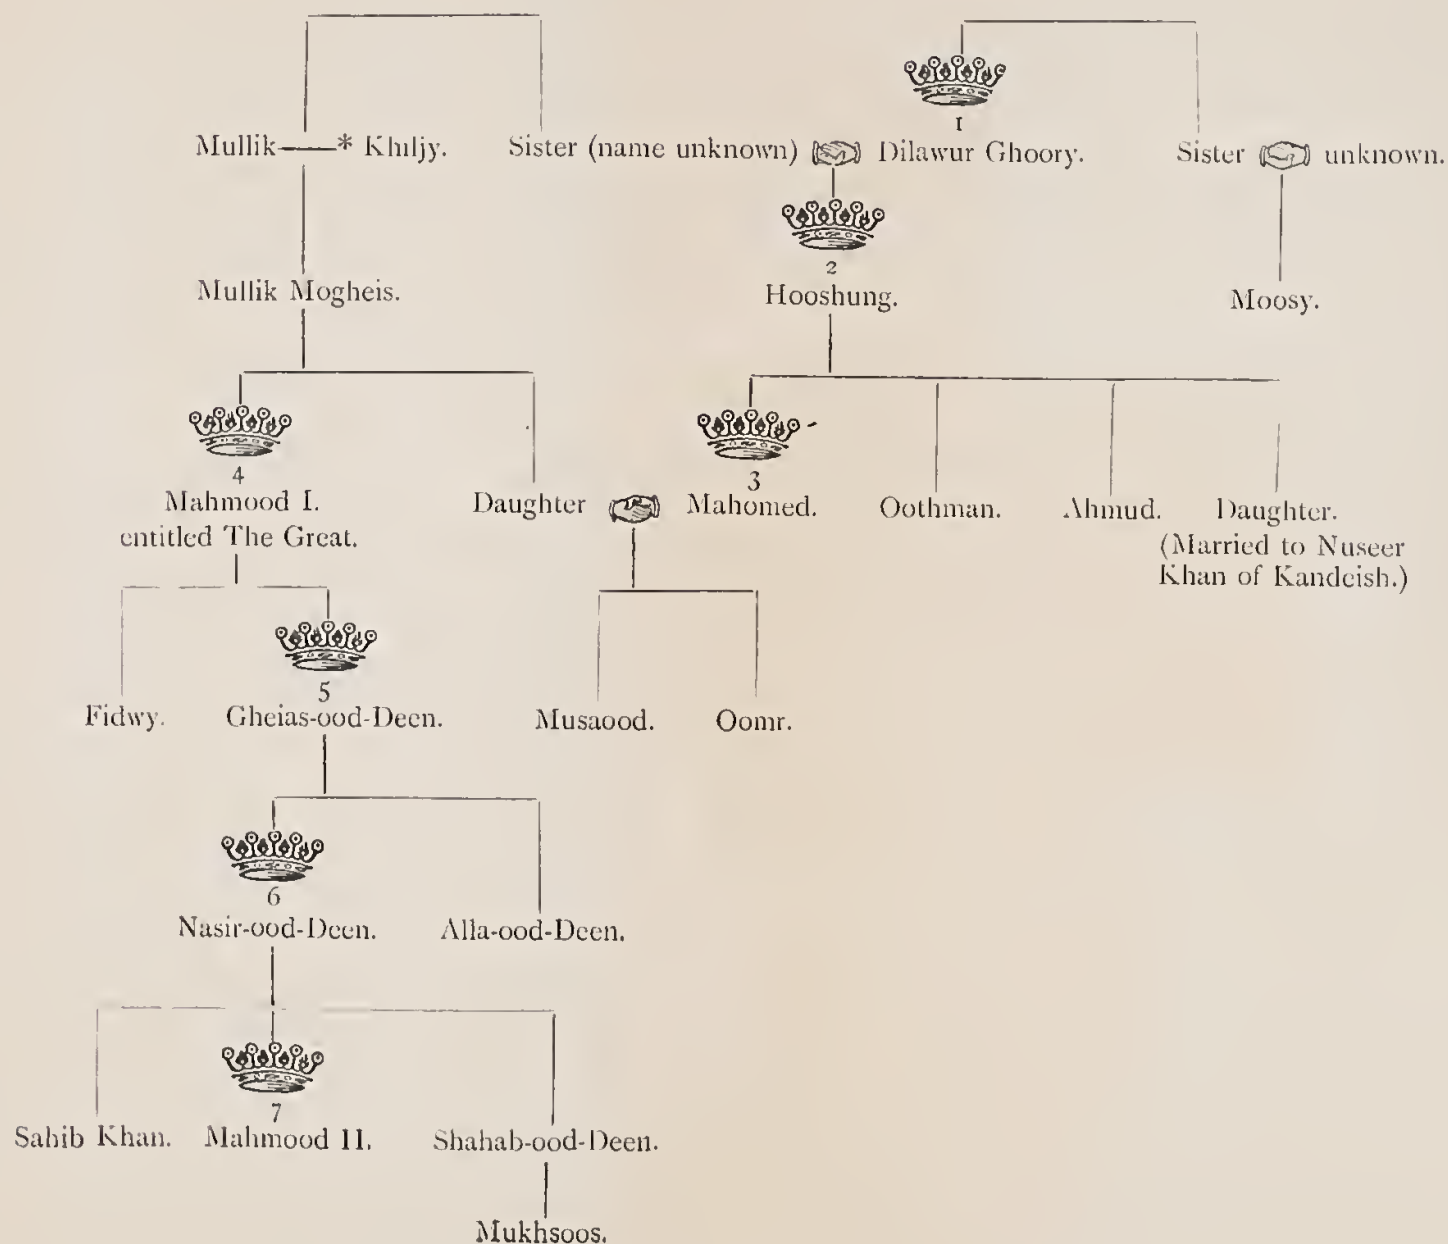 1
Mullik——* Khiljy. Sister (name unknown) Dilawur Ghoory. Sister unknown.
2
Mullik Mogheis. Hooshung. Moosy.
4 3
Mahmood I. Daughter Mahomed. Oothman. Ahmud. Daughter.
entitled The Great. (Married to Nuseer
Khan of Kandeish.)
5
Fidwy. Gheias-ood-Deen. Musaood. Oomr.
6
Nasir-ood-Deen. Alla-ood-Deen.
7
Sahib Khan. Mahmood II. Shahab-ood-Deen.
Mukhsoos.